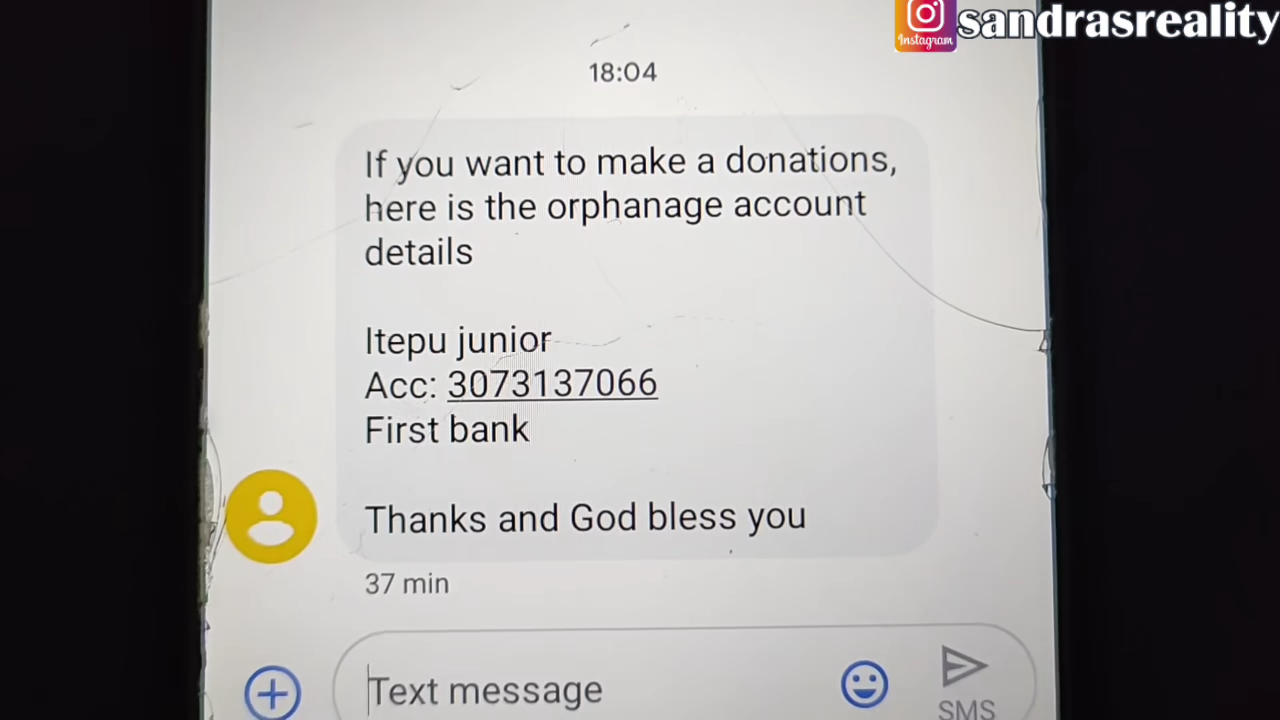 Instagram
sandrasreality
18:04
If you want to make a donations,
here is the orphanage account
details
Itepu junior
Acc: 3073137066
First bank
Thanks and God bless you
37 min
Text message
SMS